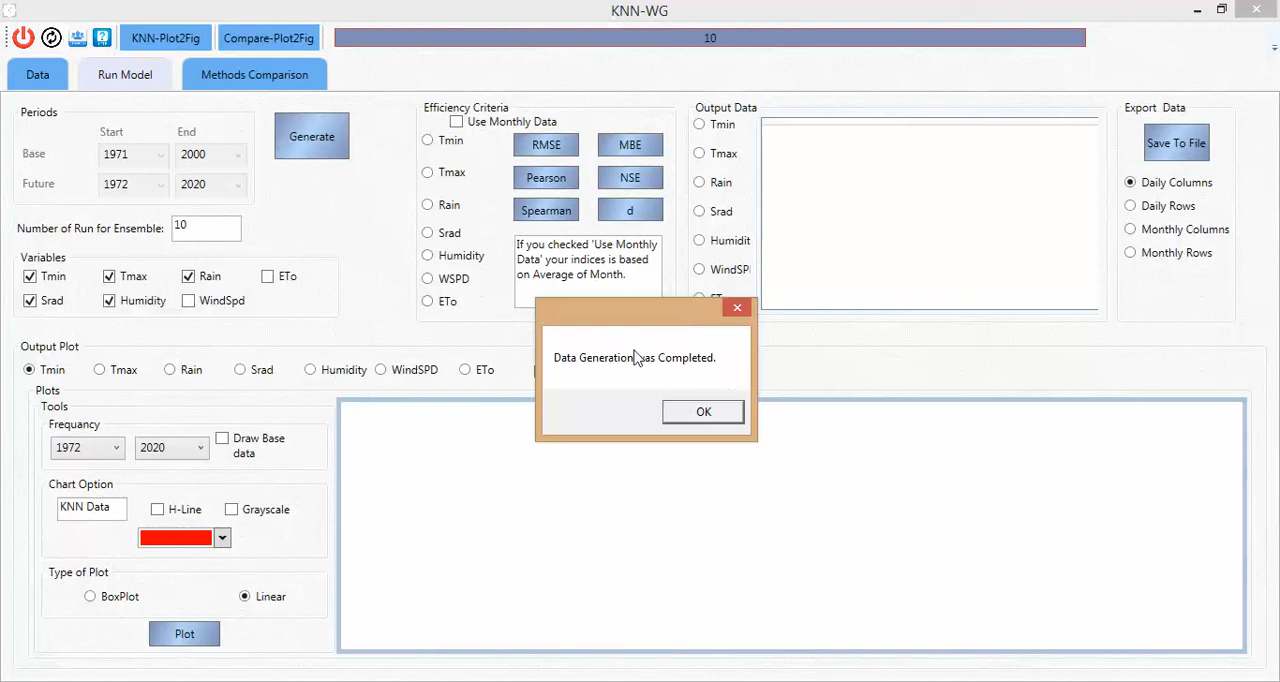 KNN-WG
KNN-Plot2Fig
Compare-Plot2Fig
10
Data
Run Model
Methods Comparison
Periods
Start
End
Base
1971
2000
Future
1972
2020
Generate
Number of Run for Ensemble:
10
Variables
Tmin
Tmax
Rain
ETo
Srad
Humidity
WindSpd
Efficiency Criteria
Use Monthly Data
Tmin
Tmax
Rain
Srad
Humidity
WSPD
ETo
RMSE
MBE
Pearson
NSE
Spearman
d
If you checked 'Use Monthly
Data' your indices is based
on Average of Month.
Output Data
Tmin
Tmax
Rain
Srad
Humidit
WindSP
Export Data
Save To File
Daily Columns
Daily Rows
Monthly Columns
Monthly Rows
Data Generation has Completed.
OK
Output Plot
Tmin
Tmax
Rain
Srad
Humidity
WindSPD
ETo
Plots
Tools
Frequency
1972
2020
Draw Base
data
Chart Option
KNN Data
H-Line
Grayscale
Type of Plot
BoxPlot
Linear
Plot